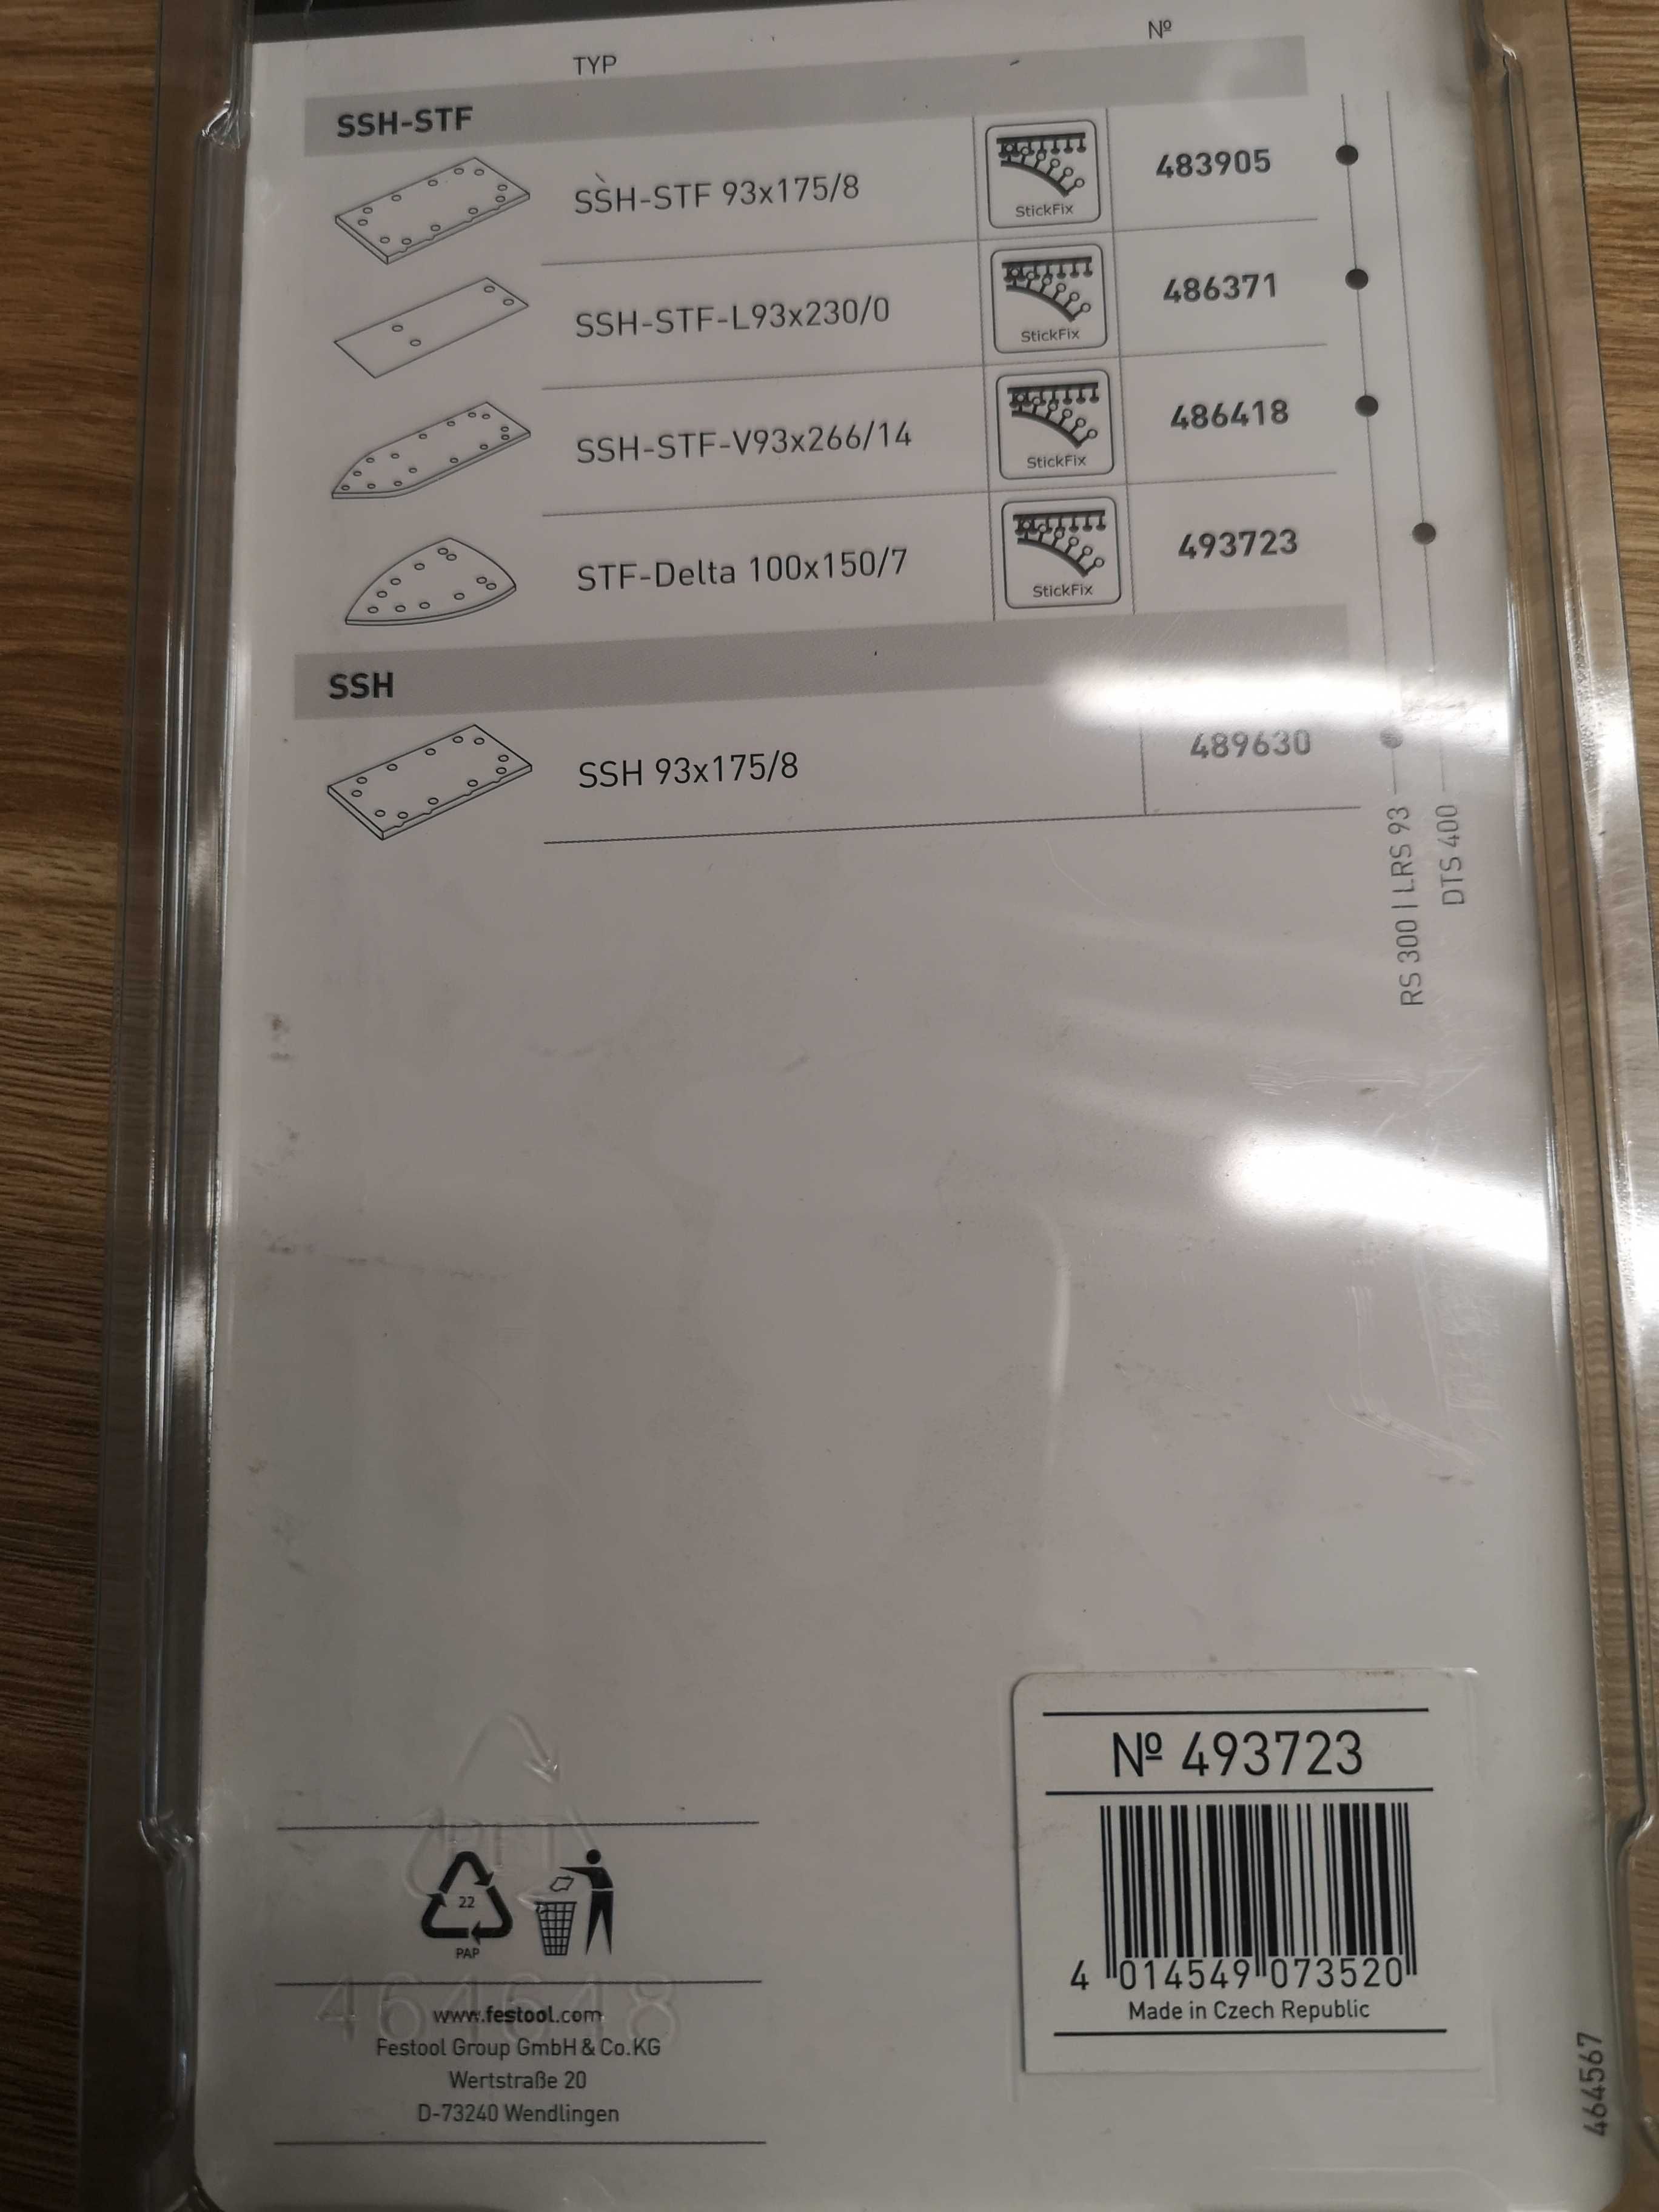 TYP Nº
SSH-STF
SSH-STF 93x175/8 StickFix 483905
SSH-STF-L93x230/0 StickFix 486371
SSH-STF-V93x266/14 StickFix 486418
STF-Delta 100x150/7 StickFix 493723
SSH
SSH 93x175/8 489630
RS 300 | LRS 93
DTS 400
Nº 493723
4 014549 073520
Made in Czech Republic
PET
22
PAP
464648
www.festool.com
Festool Group GmbH & Co.KG
Wertstraße 20
D-73240 Wendlingen
464567